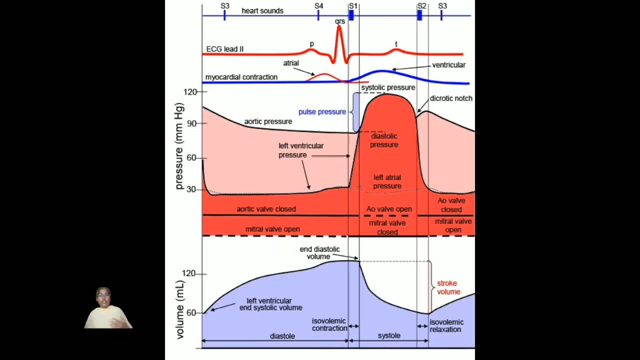 S3 S4 S1 S2 S3
heart sounds
qrs
ECG lead II
p
t
atrial
ventricular
myocardial contraction
systolic pressure
120
90
60
30
pressure (mm Hg)
pulse pressure
dicrotic notch
aortic pressure
diastolic
pressure
left ventricular
pressure
left atrial
pressure
aortic valve closed
Ao valve open
Ao valve
closed
mitral valve open
mitral valve
closed
mitral valve
open
end diastolic
volume
120
60
volume (mL)
stroke
volume
left ventricular
end systolic volume
isovolemic
contraction
isovolemic
relaxation
diastole
systole